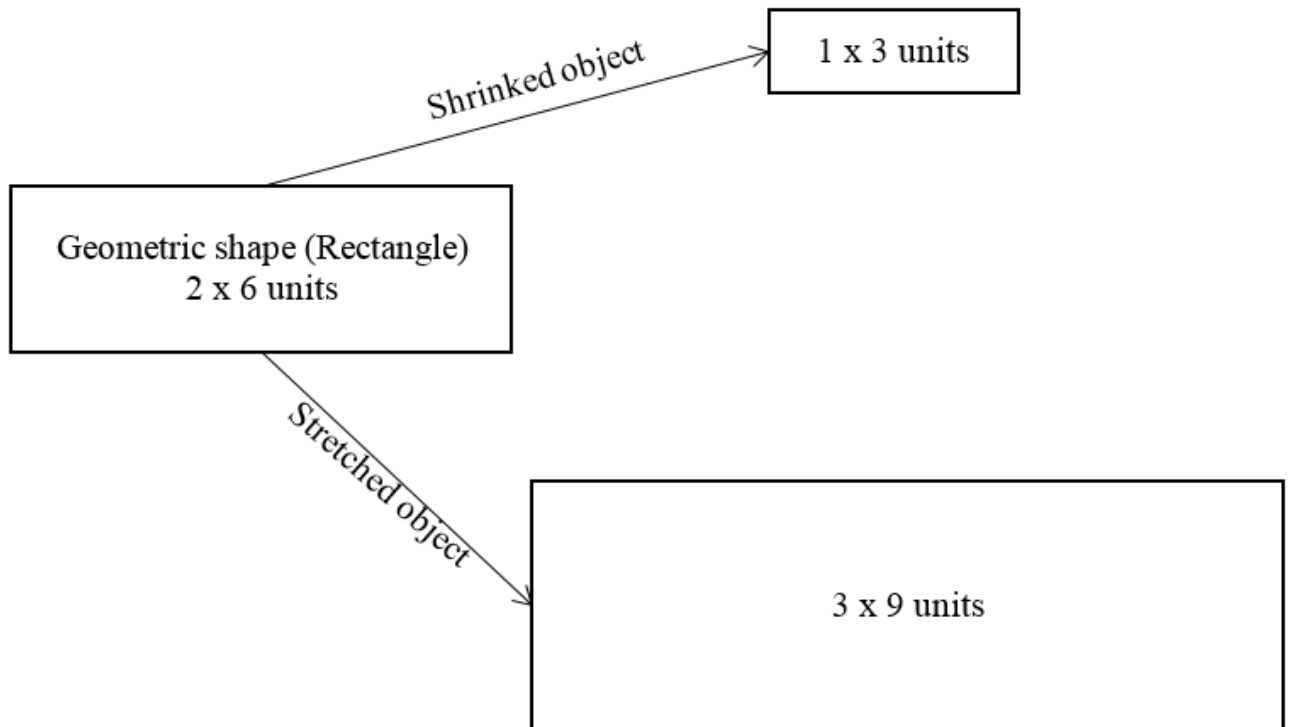 1 x 3 units
Shrinked object
Geometric shape (Rectangle)
2 x 6 units
Stretched object
3 x 9 units